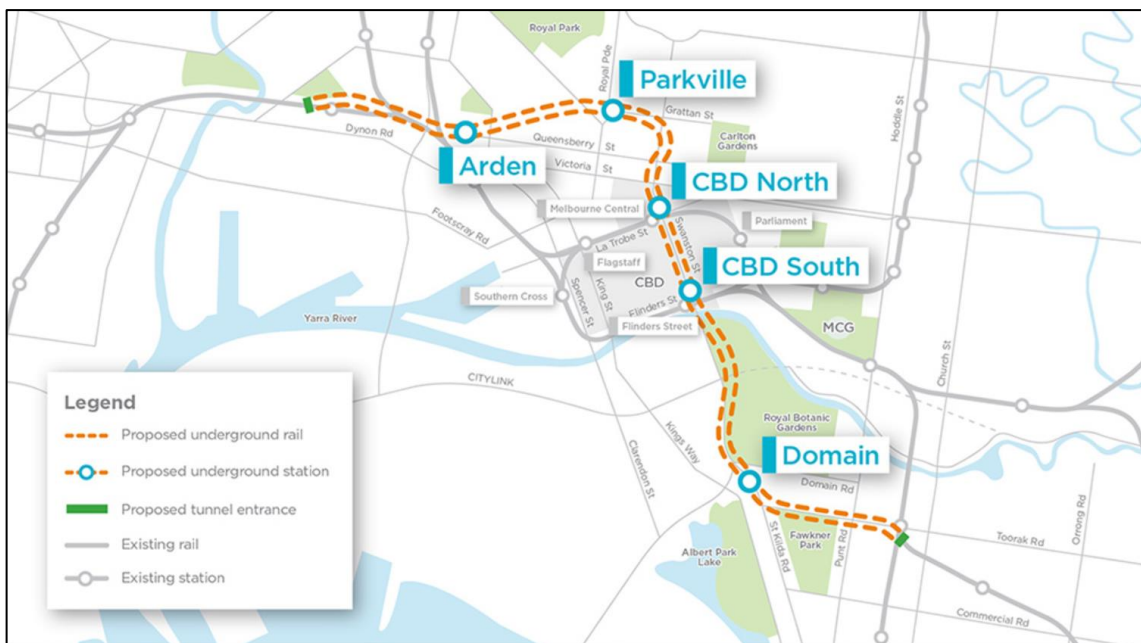 Royal Park
Royal Pde
Parkville
Grattan St
Hoddle St
Carlton Gardens
Dynon Rd
Queensberry St
Arden
Victoria St
CBD North
Melbourne Central
Parliament
Footscray Rd
La Trobe St
Swanston St
Flagstaff
CBD South
CBD
Southern Cross
Spencer St
King St
Flinders St
Yarra River
Flinders Street
MCG
Church St
CITYLINK
Legend
Proposed underground rail
Proposed underground station
Proposed tunnel entrance
Existing rail
Existing station
Royal Botanic Gardens
Kings Way
Clarendon St
Domain
Domain Rd
St Kilda Rd
Fawkner Park
Punt Rd
Toorak Rd
Orrong Rd
Albert Park Lake
Commercial Rd